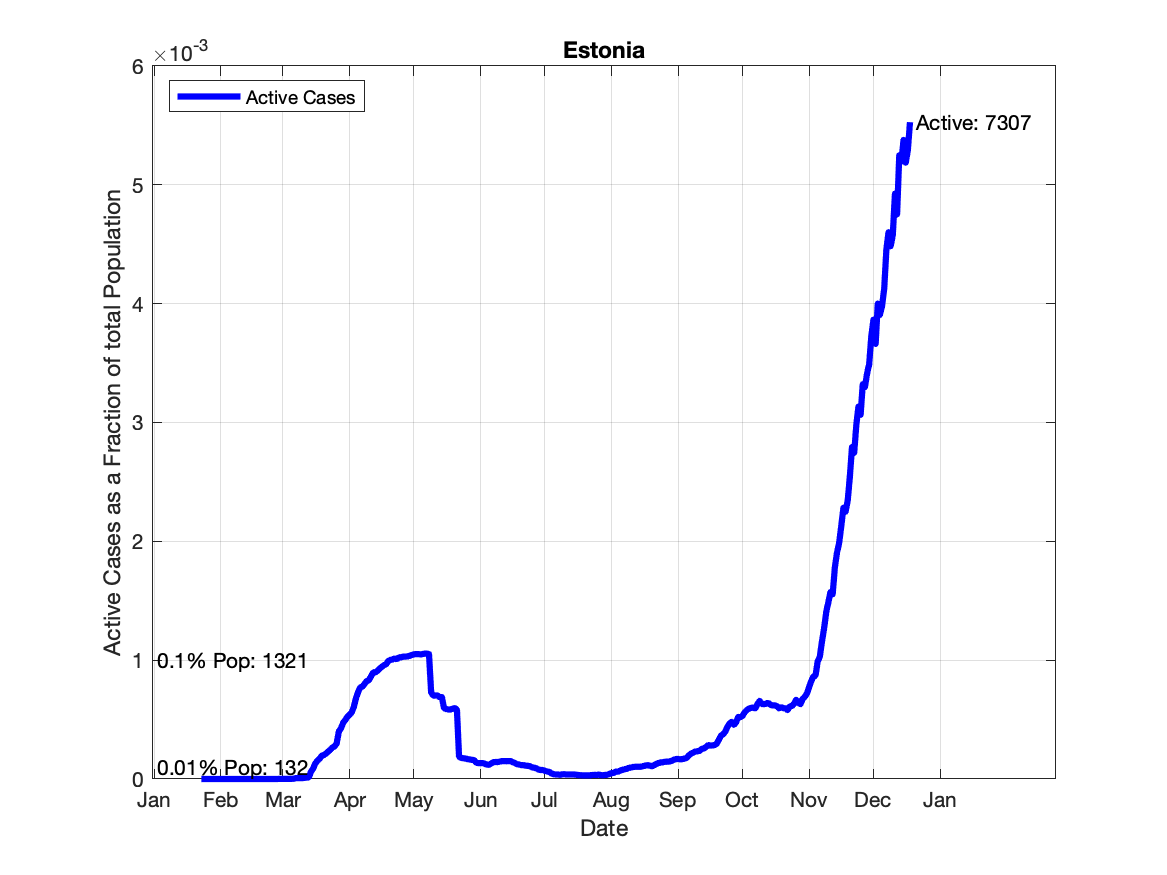 Estonia
×10-3
6
5
4
3
2
1
0
Active Cases
Active: 7307
0.1% Pop: 1321
0.01% Pop: 132
Active Cases as a Fraction of total Population
Jan Feb Mar Apr May Jun Jul Aug Sep Oct Nov Dec Jan
Date